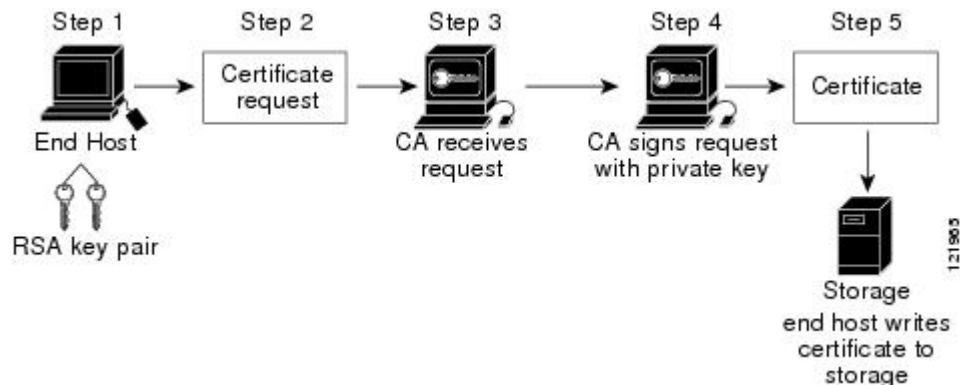 Step 1
Step 2
Step 3
Step 4
Step 5
Certificate
request
Certificate
End Host
CA receives
request
CA signs request
with private key
RSA key pair
121965
Storage
end host writes
certificate to
storage